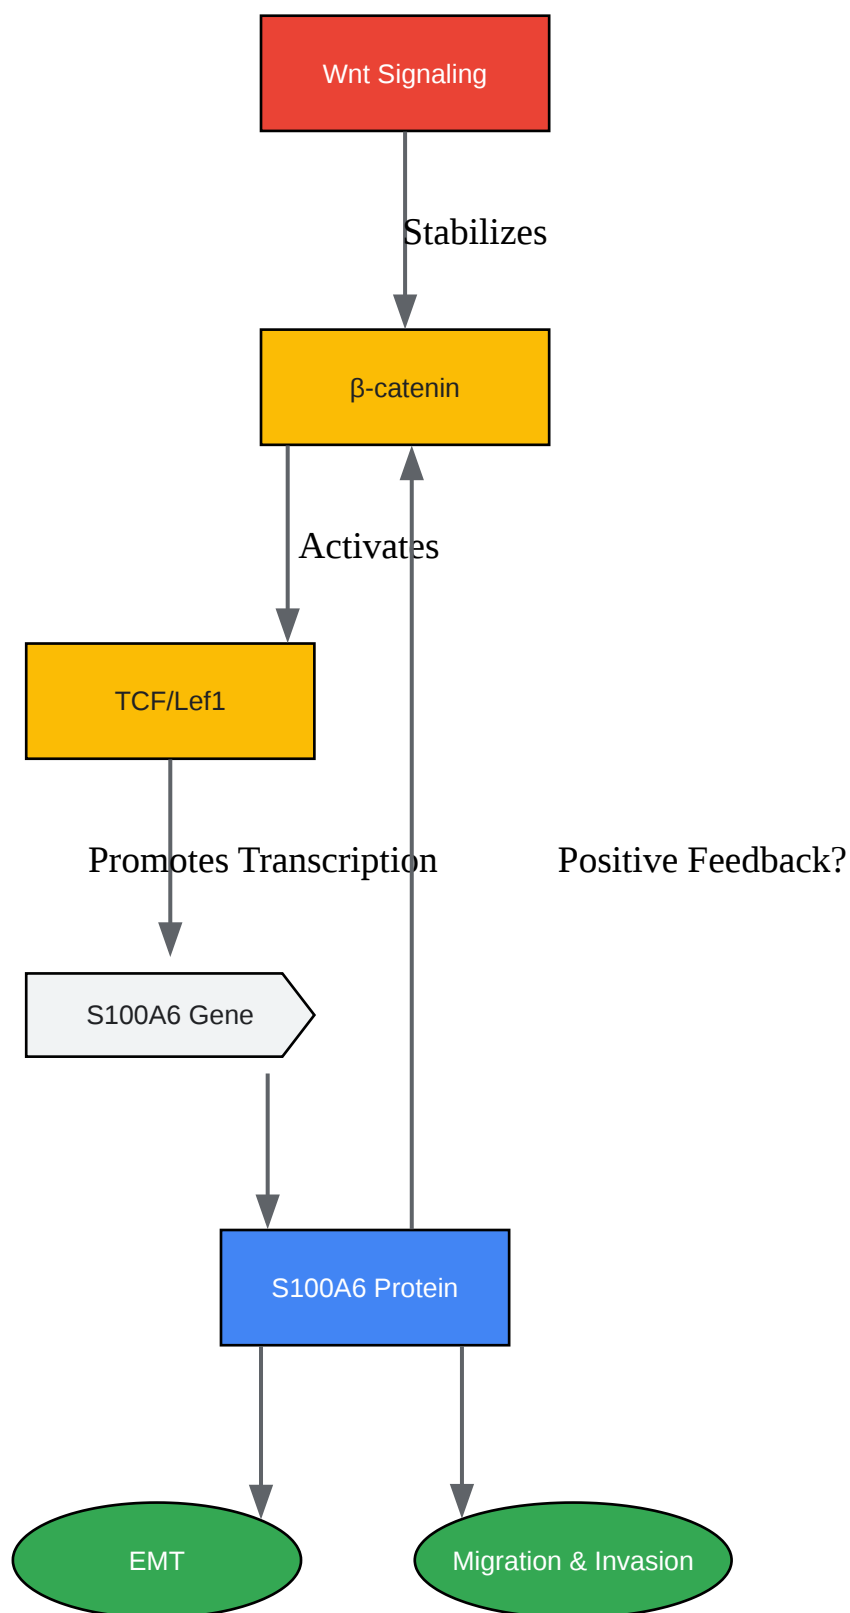 Wnt Signaling
Stabilizes
β-catenin
Activates
TCF/Lef1
Promotes Transcription
Positive Feedback?
S100A6 Gene
S100A6 Protein
EMT
Migration & Invasion